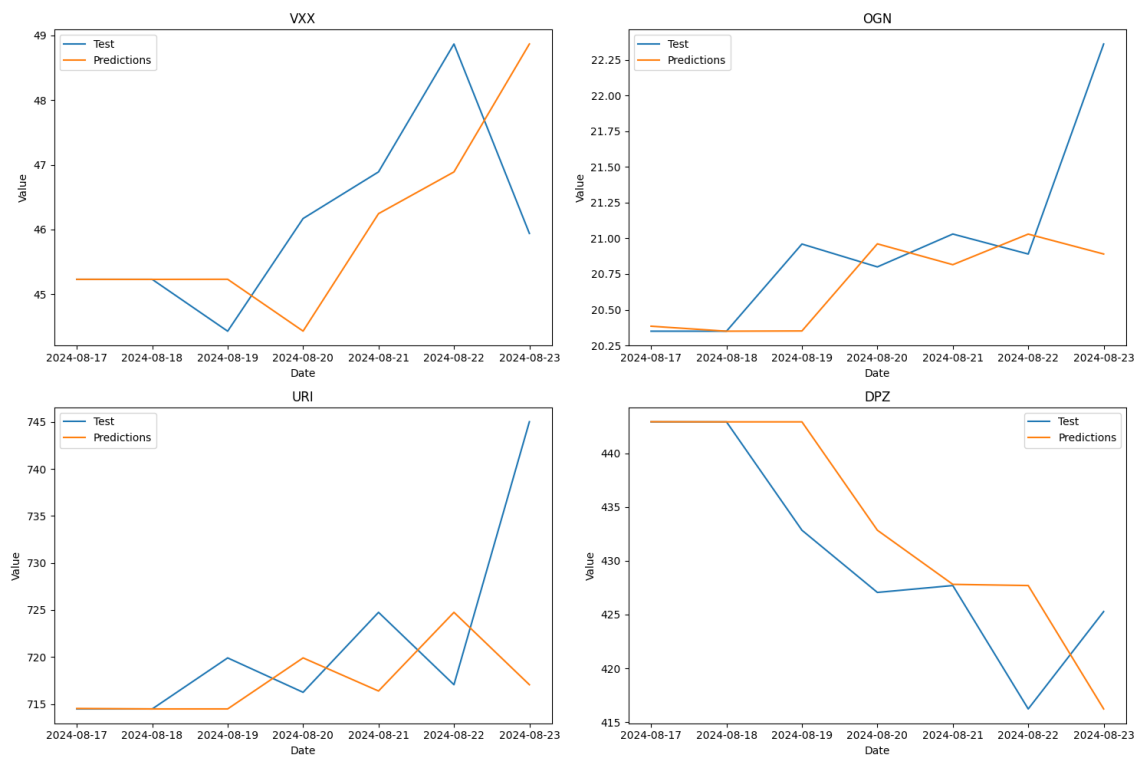 VXX
Test
Predictions
49
48
47
46
45
Value
2024-08-17 2024-08-18 2024-08-19 2024-08-20 2024-08-21 2024-08-22 2024-08-23
Date
OGN
Test
Predictions
22.25
22.00
21.75
21.50
21.25
21.00
20.75
20.50
20.25
Value
2024-08-17 2024-08-18 2024-08-19 2024-08-20 2024-08-21 2024-08-22 2024-08-23
Date
URI
Test
Predictions
745
740
735
730
725
720
715
Value
2024-08-17 2024-08-18 2024-08-19 2024-08-20 2024-08-21 2024-08-22 2024-08-23
Date
DPZ
Test
Predictions
440
435
430
425
420
415
Value
2024-08-17 2024-08-18 2024-08-19 2024-08-20 2024-08-21 2024-08-22 2024-08-23
Date